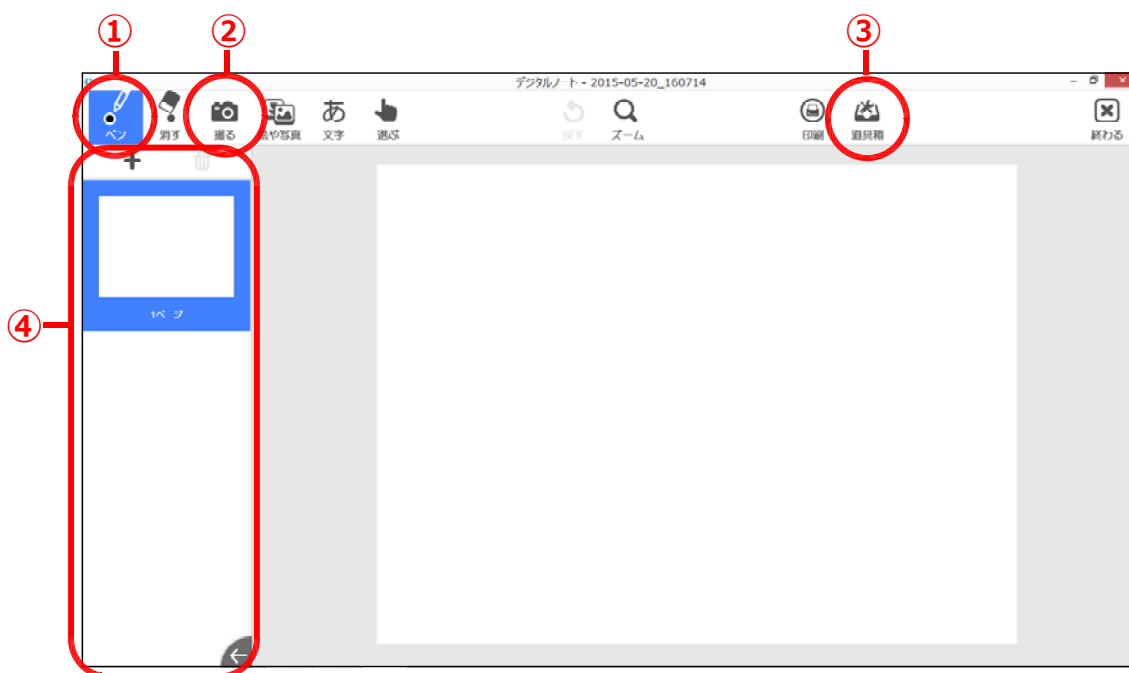 ① ② ③
デジタルノート - 2015-05-20_160714
ペン 消す 撮る 絵や写真 あ 文字 選ぶ 戻す ズーム 印刷 道具箱 終わる
1ページ
④